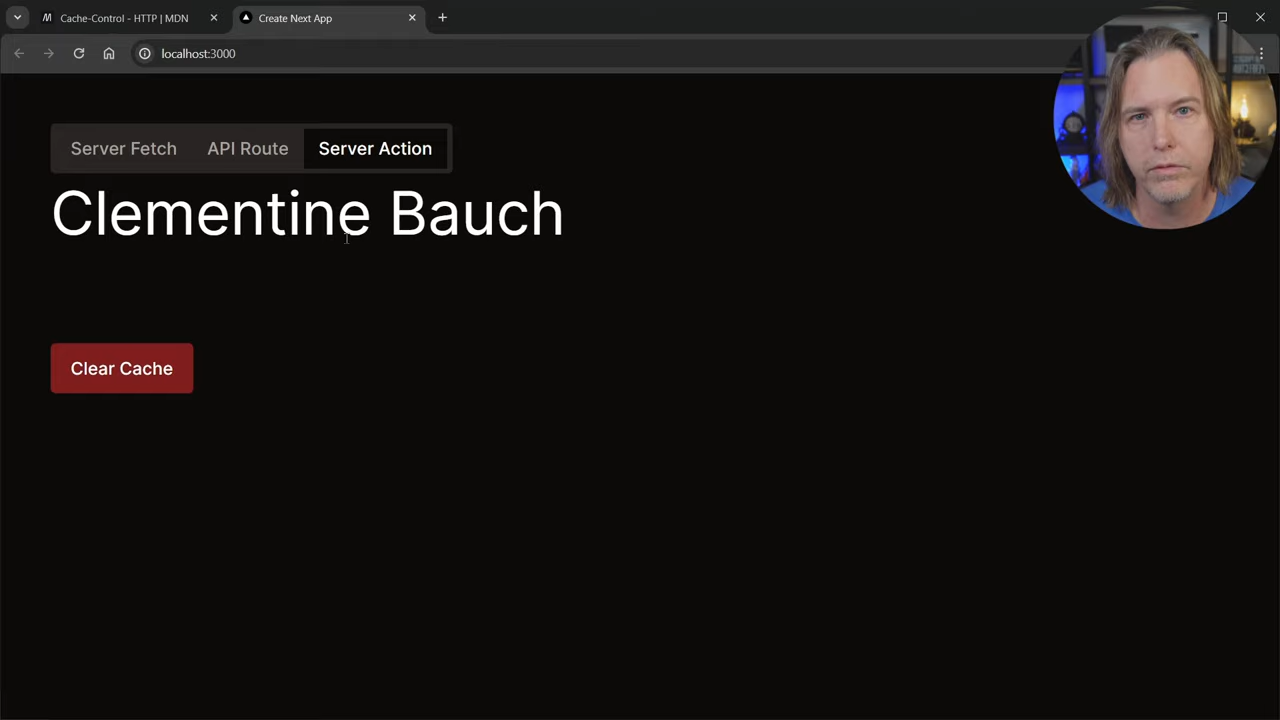 Cache-Control - HTTP | MDN
Create Next App
localhost:3000
Server Fetch
API Route
Server Action
Clementine Bauch
Clear Cache